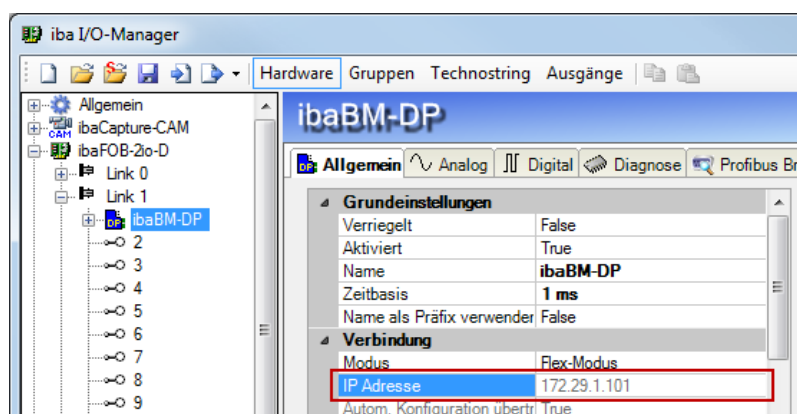 iba I/O-Manager
Hardware Gruppen Technostring Ausgänge
Allgemein
CAM ibaCapture-CAM
ibaFOB-2io-D
Link 0
Link 1
DP ibaBM-DP
2
3
4
5
6
7
8
9
ibaBM-DP
DP Allgemein Analog Digital Diagnose Profibus Br
Grundeinstellungen
Verriegelt False
Aktiviert True
Name ibaBM-DP
Zeitbasis 1 ms
Name als Präfix verwender False
Verbindung
Modus Flex-Modus
IP Adresse 172.29.1.101
Autom. Konfiguration übertr True